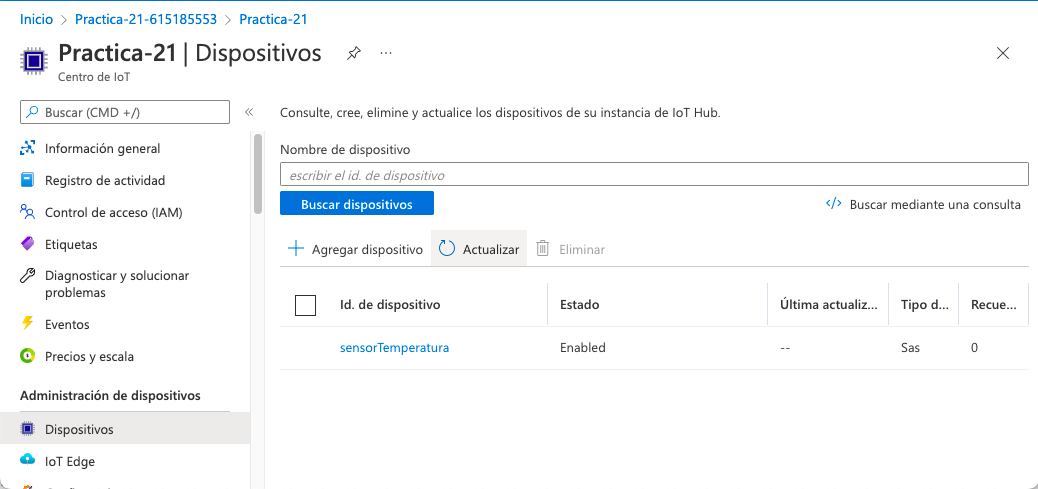 Inicio > Practica-21-615185553 > Practica-21
Practica-21 | Dispositivos ...
Centro de IoT
Buscar (CMD +/)
«
Información general
Registro de actividad
Control de acceso (IAM)
Etiquetas
Diagnosticar y solucionar
problemas
Eventos
Precios y escala
Administración de dispositivos
Dispositivos
IoT Edge
Consulte, cree, elimine y actualice los dispositivos de su instancia de IoT Hub.
Nombre de dispositivo
escribir el id. de dispositivo
Buscar dispositivos
Buscar mediante una consulta
Agregar dispositivo Actualizar Eliminar
Id. de dispositivo Estado Última actualiz... Tipo d... Recue...
sensorTemperatura Enabled -- Sas 0